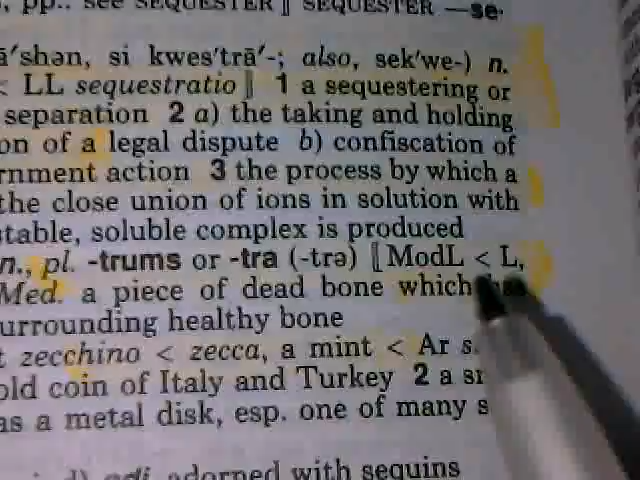 pp.. see SEQUESTER ‖ SEQUESTER —se-
ā′shən, si kwes′trā′-; also, sek′we-) n.
< LL sequestratio ‖ 1 a sequestering or
separation 2 a) the taking and holding
on of a legal dispute b) confiscation of
rnment action 3 the process by which a
the close union of ions in solution with
stable, soluble complex is produced
n., pl. -trums or -tra (-trə) ‖ModL < L,
Med. a piece of dead bone which
urrounding healthy bone
t zecchino < zecca, a mint < Ar s
old coin of Italy and Turkey 2 a s
as a metal disk, esp. one of many s
d) adj. adorned with sequins